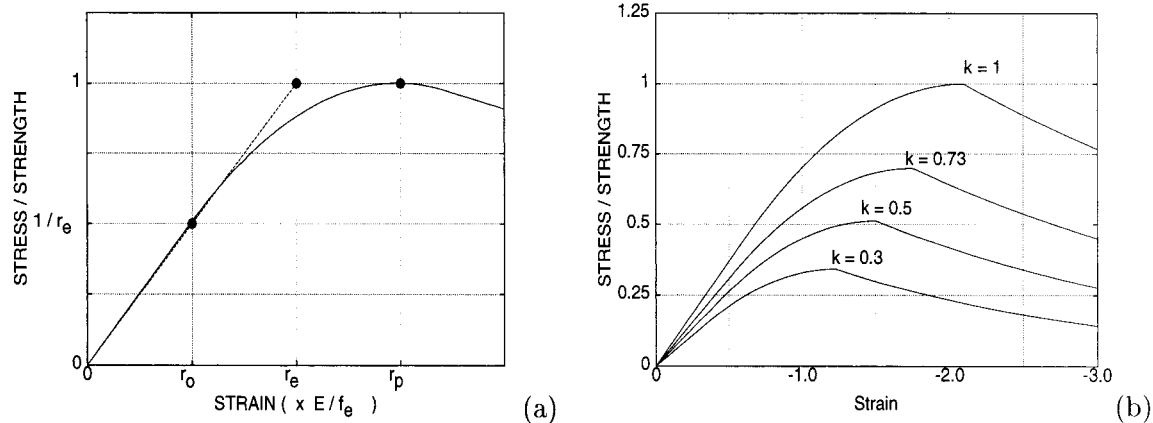 STRESS / STRENGTH
1
1 / r_e
0
0
r_o
r_e
r_p
STRAIN ( x E / f_e )
(a)
STRESS / STRENGTH
1.25
1
0.75
0.5
0.25
0
k = 1
k = 0.73
k = 0.5
k = 0.3
0
-1.0
-2.0
-3.0
Strain
(b)